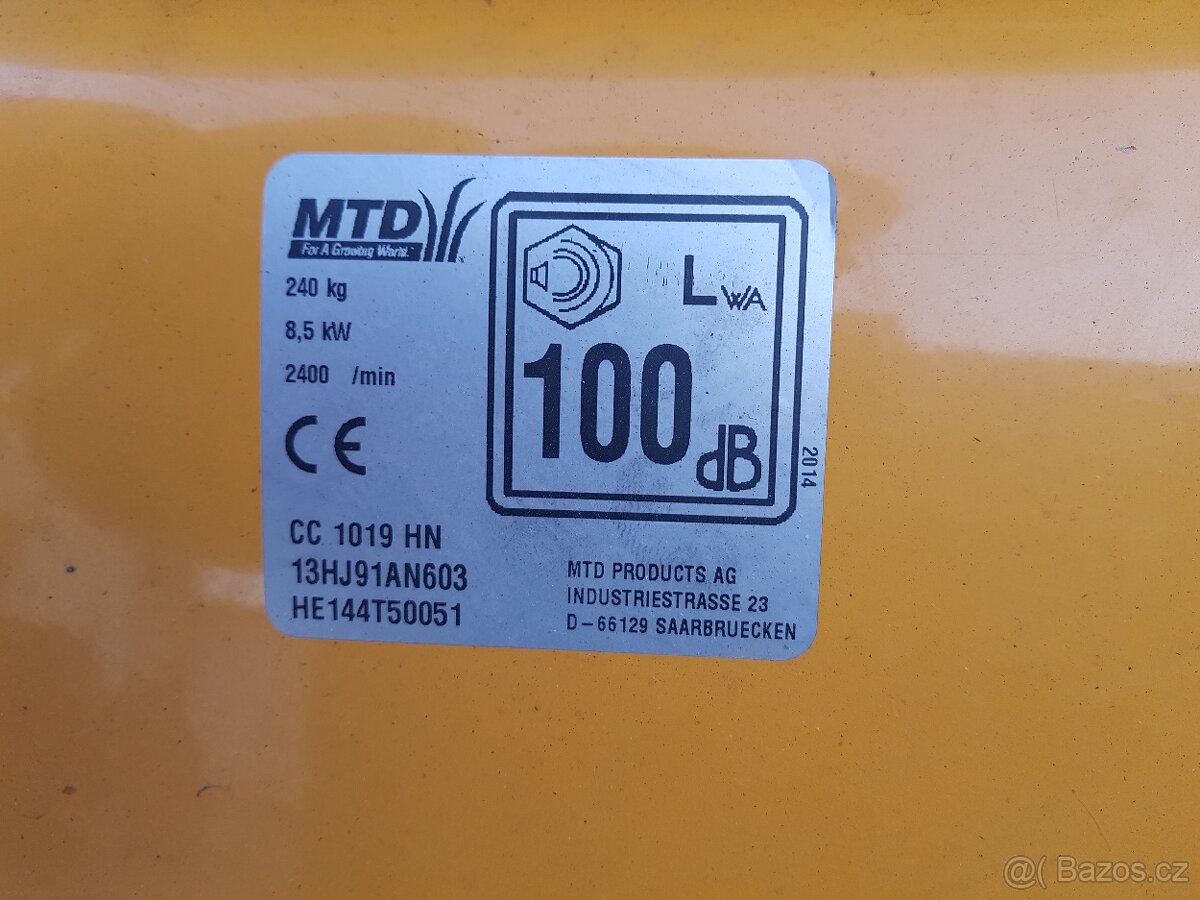 MTD
For A Growing World.
240 kg
8,5 kW
2400 /min
CE
LWA
100 dB
2014
CC 1019 HN
13HJ91AN603
HE144T50051
MTD PRODUCTS AG
INDUSTRIESTRASSE 23
D-66129 SAARBRUECKEN
@( Bazos.cz